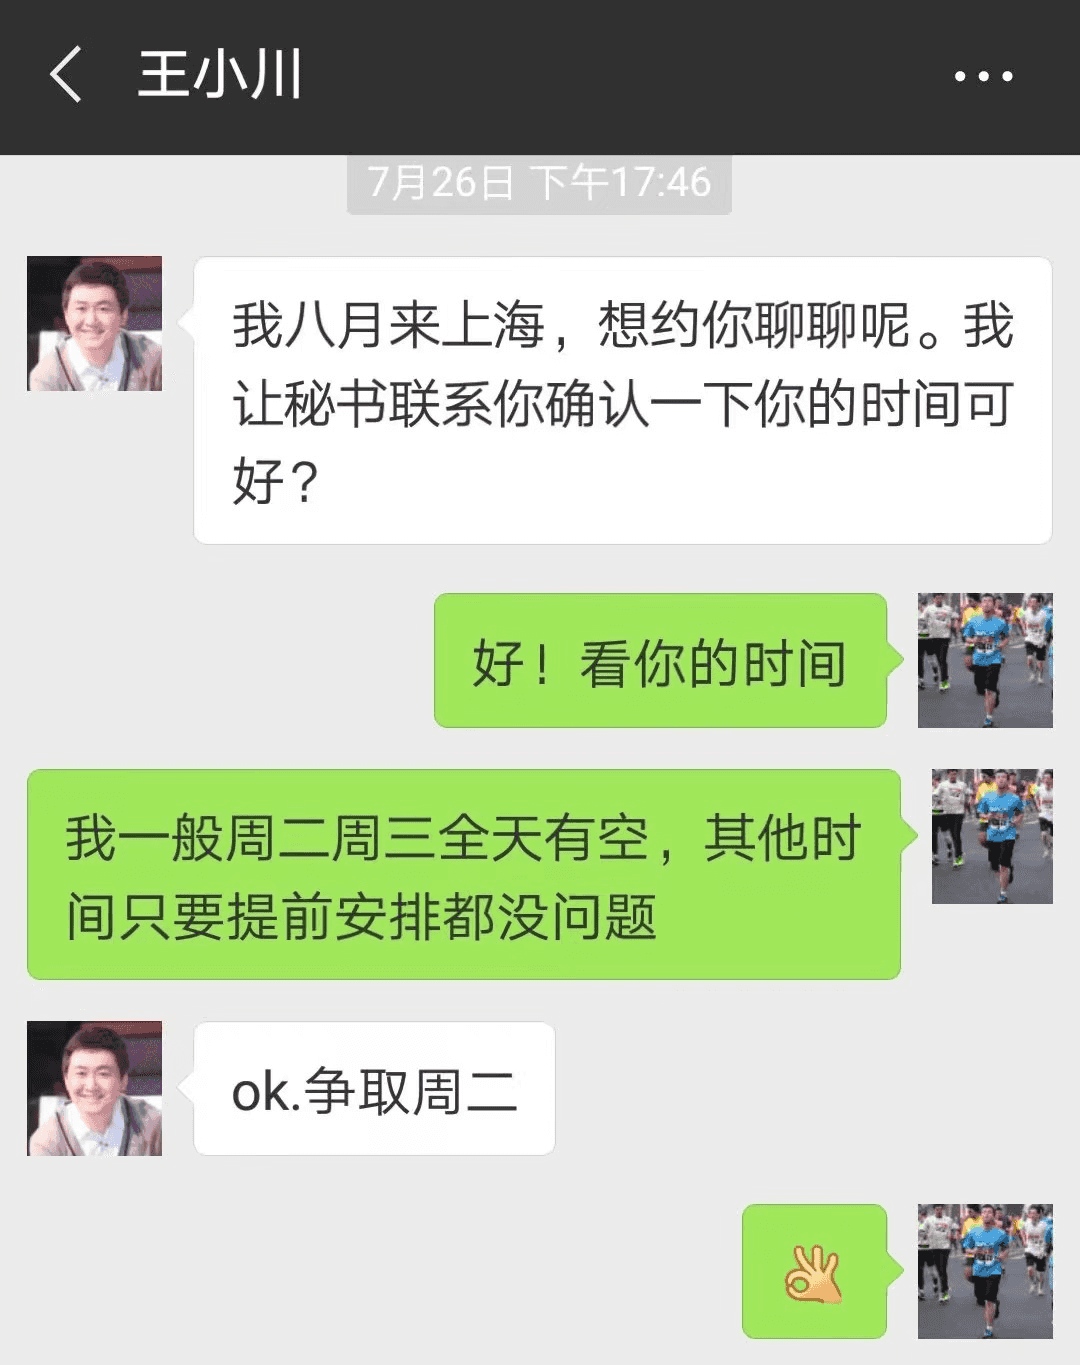 王小川
7月26日 下午17:46
我八月来上海，想约你聊聊呢。我
让秘书联系你确认一下你的时间可
好？
好！看你的时间
我一般周二周三全天有空，其他时
间只要提前安排都没问题
ok.争取周二